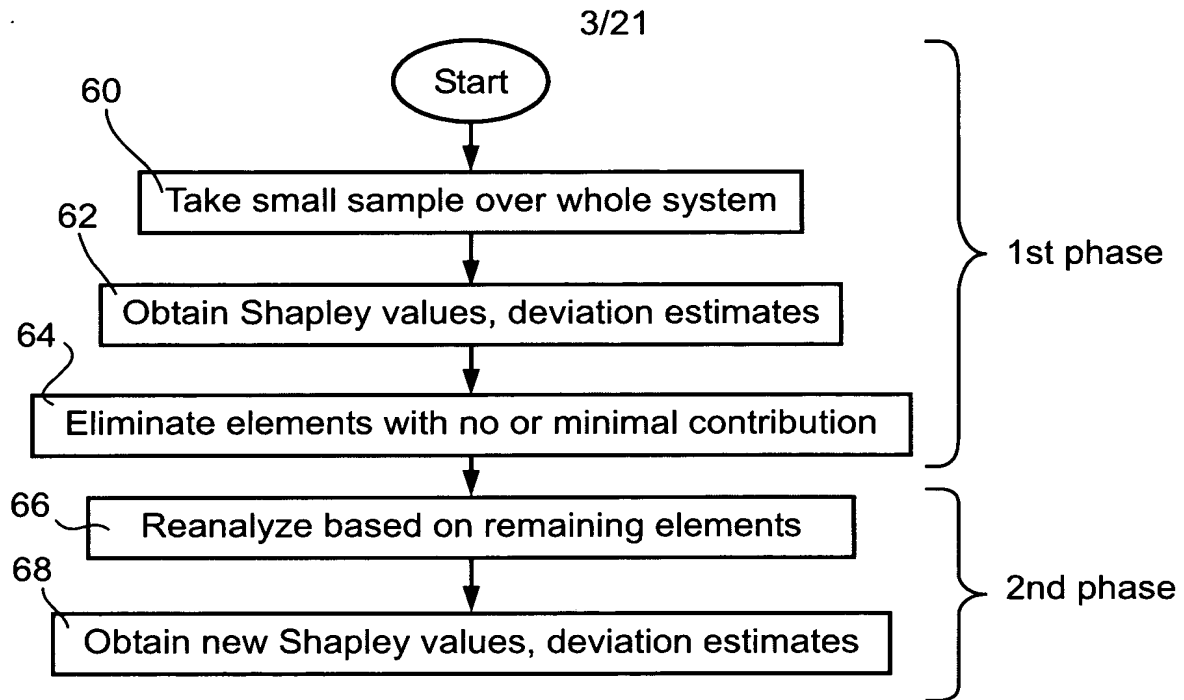 3/21
Start
60
Take small sample over whole system
62
Obtain Shapley values, deviation estimates
64
Eliminate elements with no or minimal contribution
1st phase
66
Reanalyze based on remaining elements
68
Obtain new Shapley values, deviation estimates
2nd phase